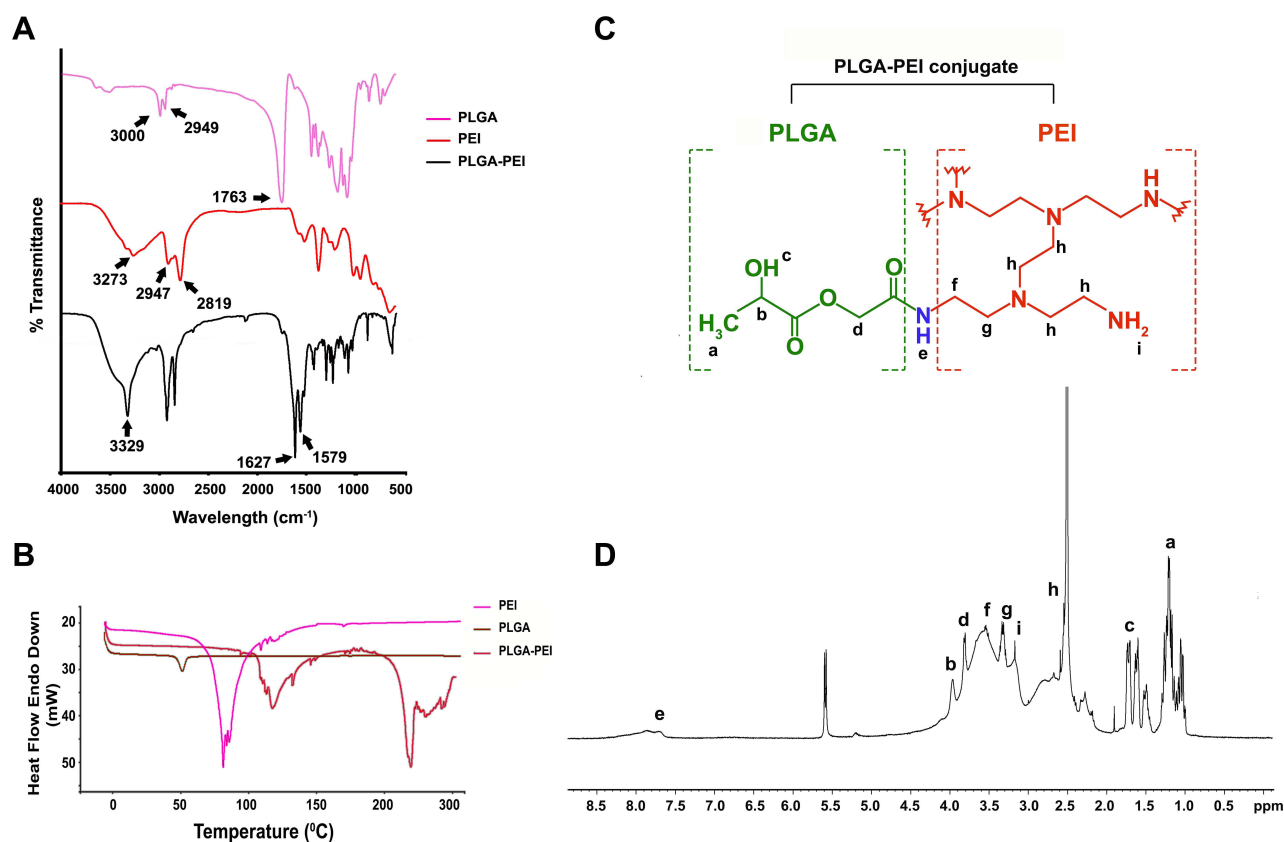 A
3000
2949
1763
3273
2947
2819
3329
1627
1579
PLGA
PEI
PLGA-PEI
% Transmittance
4000 3500 3000 2500 2000 1500 1000 500
Wavelength (cm⁻¹)
B
PEI
PLGA
PLGA-PEI
Heat Flow Endo Down
(mW)
20
30
40
50
0 50 100 150 200 250 300
Temperature (⁰C)
C
PLGA-PEI conjugate
PLGA
PEI
N
N
H
N
OH
c
H₃C
a
b
O
O
d
O
N
H
e
f
g
h
h
N
h
h
NH₂
i
D
e
b
d
f
g
i
h
c
a
8.5 8.0 7.5 7.0 6.5 6.0 5.5 5.0 4.5 4.0 3.5 3.0 2.5 2.0 1.5 1.0 0.5 ppm